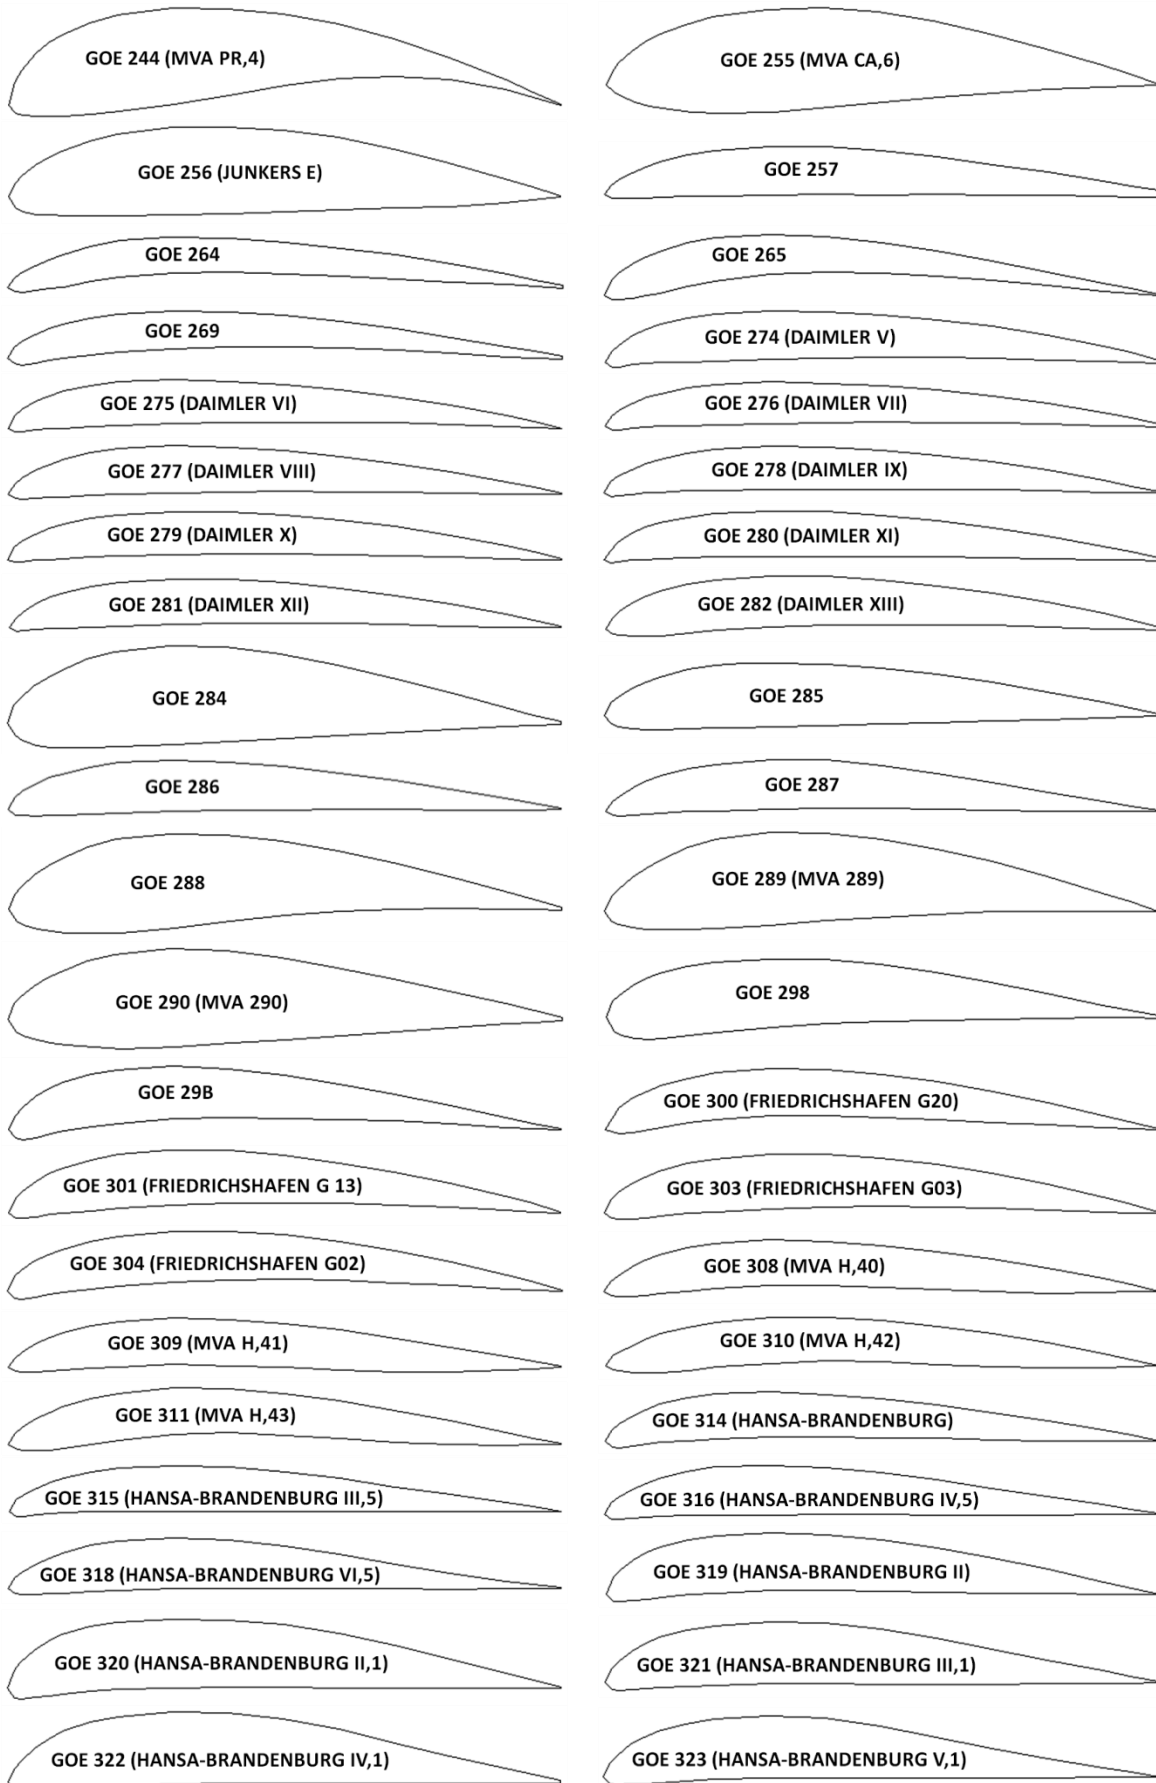 GOE 244 (MVA PR,4)
GOE 255 (MVA CA,6)
GOE 256 (JUNKERS E)
GOE 257
GOE 264
GOE 265
GOE 269
GOE 274 (DAIMLER V)
GOE 275 (DAIMLER VI)
GOE 276 (DAIMLER VII)
GOE 277 (DAIMLER VIII)
GOE 278 (DAIMLER IX)
GOE 279 (DAIMLER X)
GOE 280 (DAIMLER XI)
GOE 281 (DAIMLER XII)
GOE 282 (DAIMLER XIII)
GOE 284
GOE 285
GOE 286
GOE 287
GOE 288
GOE 289 (MVA 289)
GOE 290 (MVA 290)
GOE 298
GOE 29B
GOE 300 (FRIEDRICHSHAFEN G20)
GOE 301 (FRIEDRICHSHAFEN G 13)
GOE 303 (FRIEDRICHSHAFEN G03)
GOE 304 (FRIEDRICHSHAFEN G02)
GOE 308 (MVA H,40)
GOE 309 (MVA H,41)
GOE 310 (MVA H,42)
GOE 311 (MVA H,43)
GOE 314 (HANSA-BRANDENBURG)
GOE 315 (HANSA-BRANDENBURG III,5)
GOE 316 (HANSA-BRANDENBURG IV,5)
GOE 318 (HANSA-BRANDENBURG VI,5)
GOE 319 (HANSA-BRANDENBURG II)
GOE 320 (HANSA-BRANDENBURG II,1)
GOE 321 (HANSA-BRANDENBURG III,1)
GOE 322 (HANSA-BRANDENBURG IV,1)
GOE 323 (HANSA-BRANDENBURG V,1)